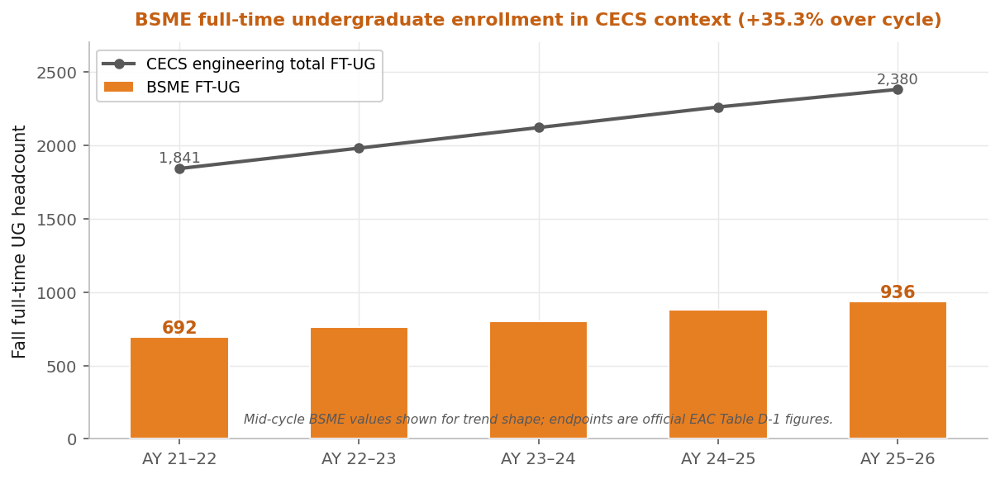 BSME full-time undergraduate enrollment in CECS context (+35.3% over cycle)
CECS engineering total FT-UG
BSME FT-UG
Fall full-time UG headcount
2500
2000
1500
1000
500
0
1,841
2,380
692
936
Mid-cycle BSME values shown for trend shape; endpoints are official EAC Table D-1 figures.
AY 21–22
AY 22–23
AY 23–24
AY 24–25
AY 25–26